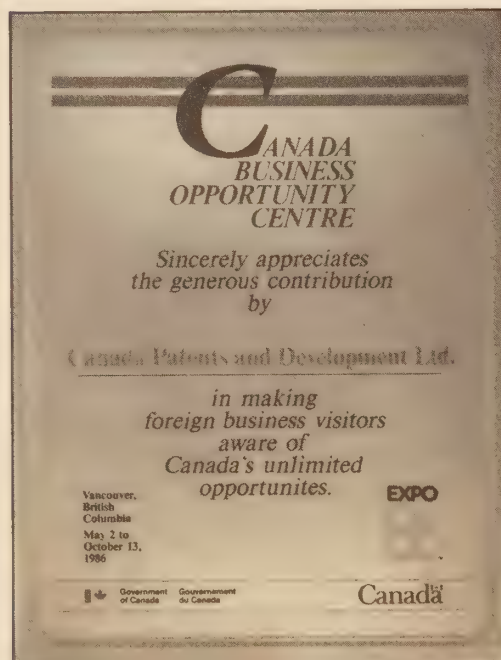 CANADA
BUSINESS
OPPORTUNITY
CENTRE
Sincerely appreciates
the generous contribution
by
Canada Patents and Development Ltd.
in making
foreign business visitors
aware of
Canada's unlimited
opportunites.
Vancouver,
British
Columbia
May 2 to
October 13,
1986
EXPO
86
Government of Canada
Gouvernement du Canada
Canada